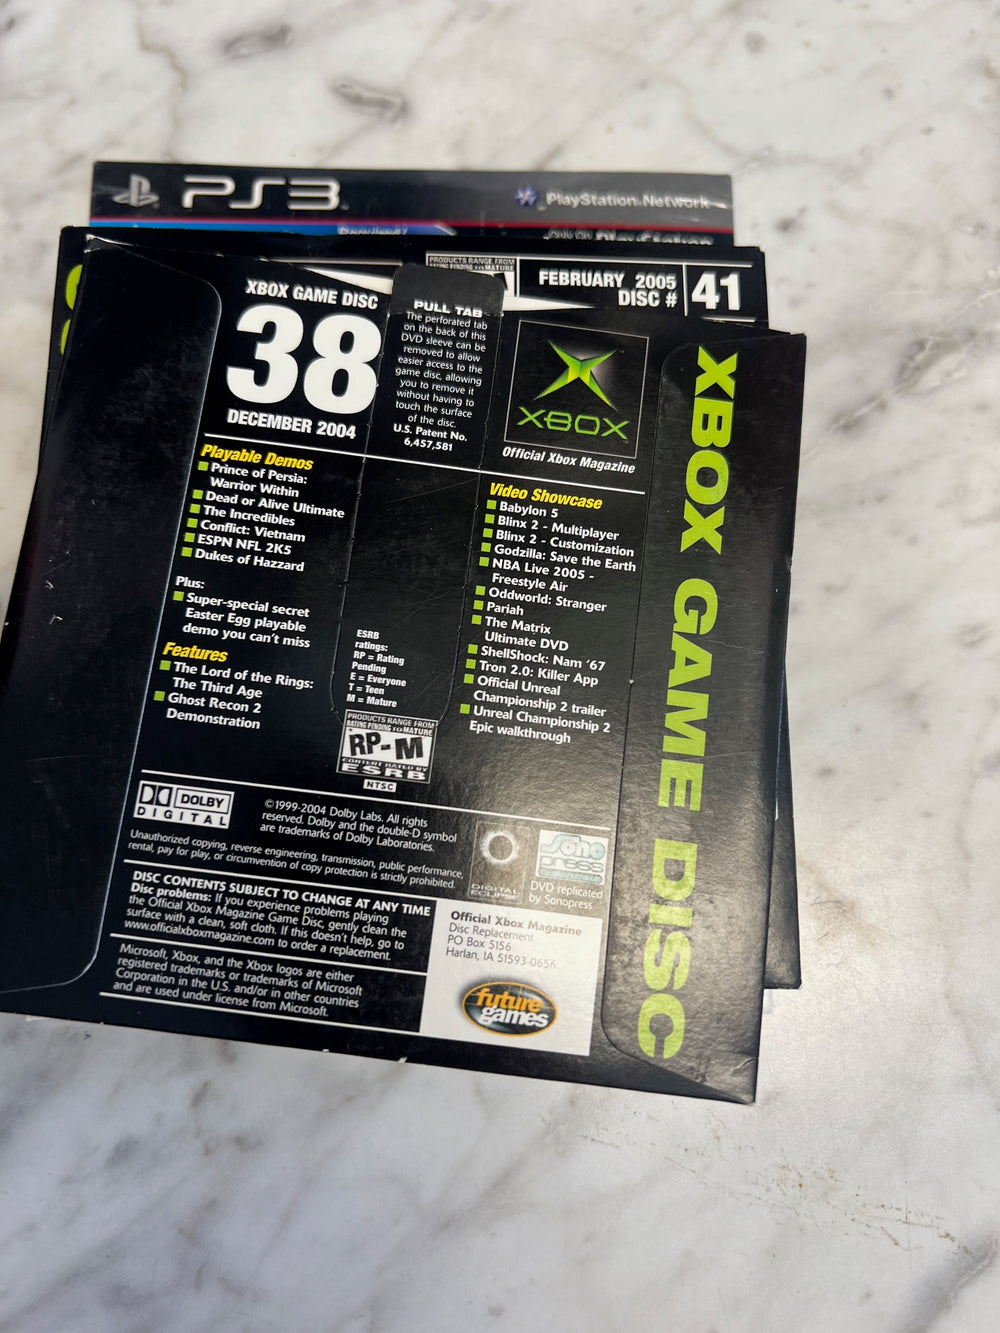 PS3
PlayStation Network
PRODUCTS RANGE FROM
RATING PENDING TO MATURE
FEBRUARY 2005
DISC #
41
XBOX GAME DISC
38
DECEMBER 2004
PULL TAB
The perforated tab
on the back of this
DVD sleeve can be
removed to allow
easier access to the
game disc, allowing
you to remove it
without having to
touch the surface
of the disc.
U.S. Patent No.
6,457,581
XBOX
Official Xbox Magazine
Playable Demos
Prince of Persia:
Warrior Within
Dead or Alive Ultimate
The Incredibles
Conflict: Vietnam
ESPN NFL 2K5
Dukes of Hazzard
Plus:
Super-special secret
Easter Egg playable
demo you can't miss
Features
The Lord of the Rings:
The Third Age
Ghost Recon 2
Demonstration
ESRB
ratings:
RP = Rating
Pending
E = Everyone
T = Teen
M = Mature
PRODUCTS RANGE FROM
RATING PENDING TO MATURE
RP-M
CONTENT RATED BY
ESRB
NTSC
Video Showcase
Babylon 5
Blinx 2 - Multiplayer
Blinx 2 - Customization
Godzilla: Save the Earth
NBA Live 2005 -
Freestyle Air
Oddworld: Stranger
Pariah
The Matrix
Ultimate DVD
ShellShock: Nam '67
Tron 2.0: Killer App
Official Unreal
Championship 2 trailer
Unreal Championship 2
Epic walkthrough
XBOX GAME DISC
DOLBY
DIGITAL
©1999-2004 Dolby Labs. All rights
reserved. Dolby and the double-D symbol
are trademarks of Dolby Laboratories.
Unauthorized copying, reverse engineering, transmission, public performance,
rental, pay for play, or circumvention of copy protection is strictly prohibited.
DIGITAL
ECLIPSE
Sono
press
DVD replicated
by Sonopress
DISC CONTENTS SUBJECT TO CHANGE AT ANY TIME
Disc problems: If you experience problems playing
the Official Xbox Magazine Game Disc, gently clean the
surface with a clean, soft cloth. If this doesn't help, go to
www.officialxboxmagazine.com to order a replacement.
Microsoft, Xbox, and the Xbox logos are either
registered trademarks or trademarks of Microsoft
Corporation in the U.S. and/or in other countries
and are used under license from Microsoft.
Official Xbox Magazine
Disc Replacement
PO Box 5156
Harlan, IA 51593-0656
future
games